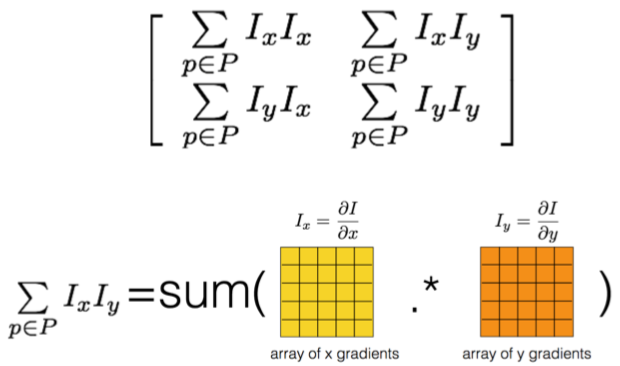 [ ∑_{p∈P} I_x I_x   ∑_{p∈P} I_x I_y
∑_{p∈P} I_y I_x   ∑_{p∈P} I_y I_y ]
I_x = ∂I/∂x   I_y = ∂I/∂y
∑_{p∈P} I_x I_y =sum(   .*   )
array of x gradients   array of y gradients